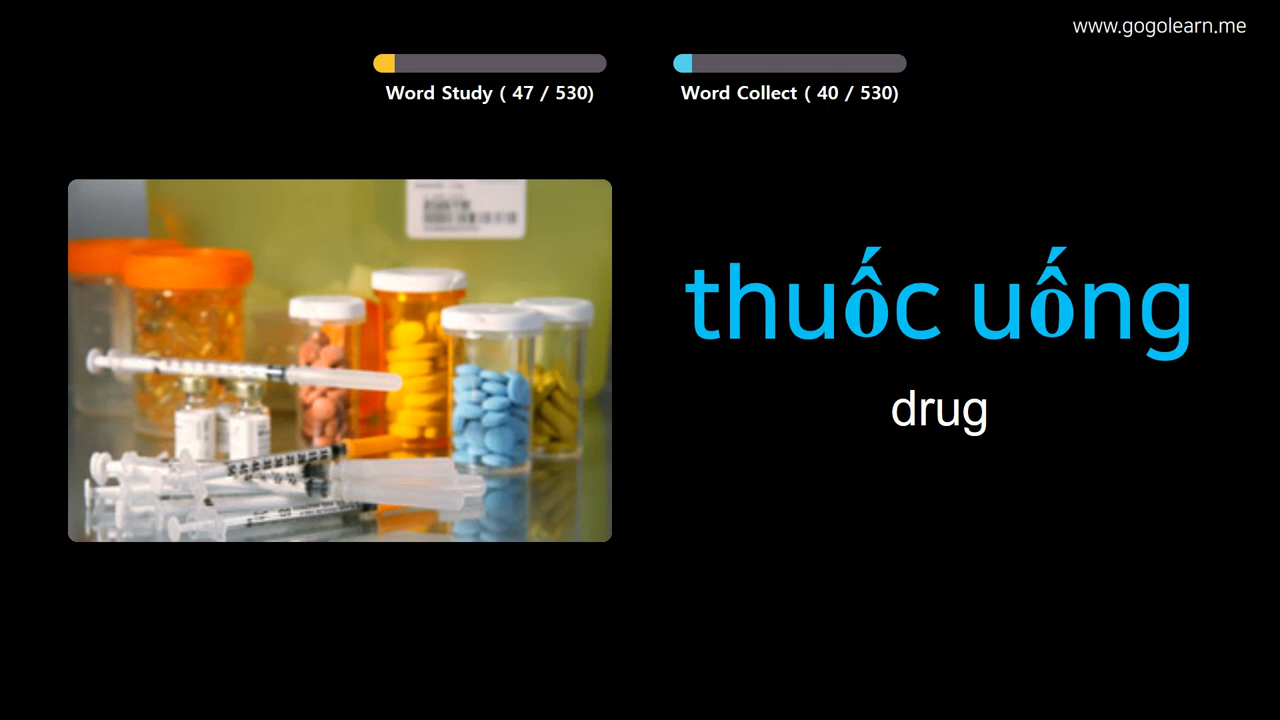 www.gogolearn.me
Word Study ( 47 / 530)
Word Collect ( 40 / 530)
thuốc uống
drug